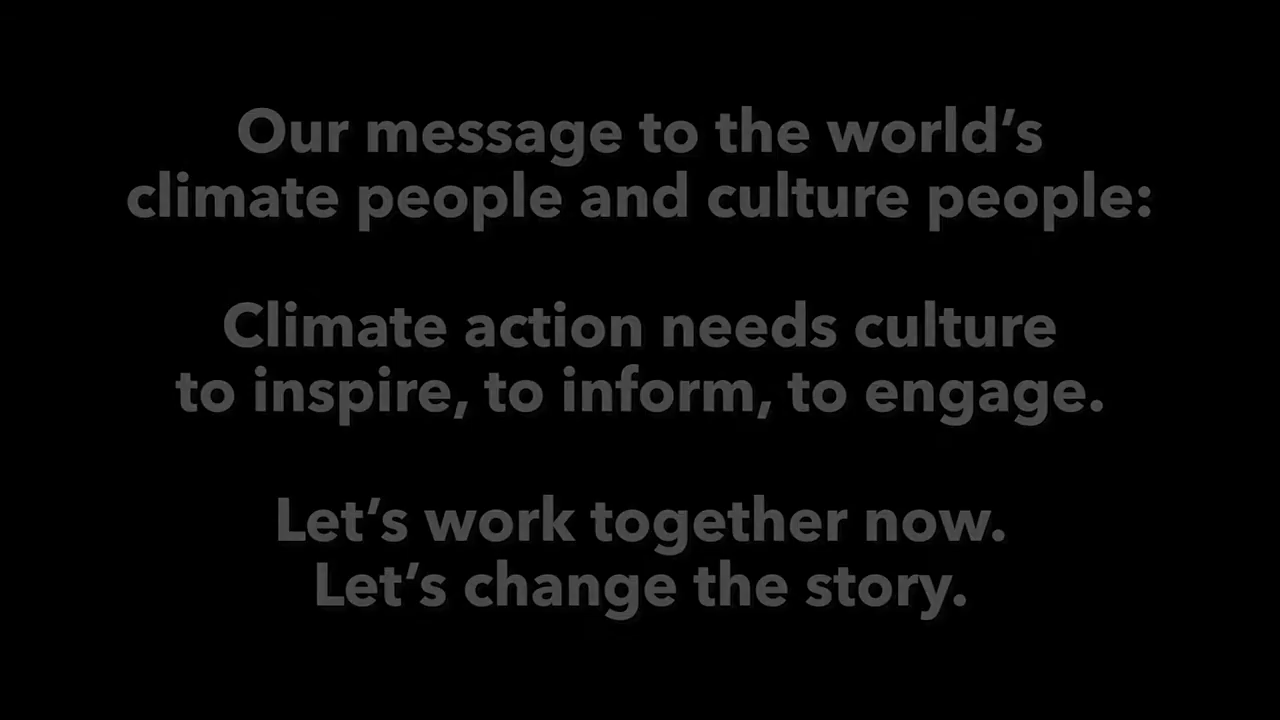 Our message to the world’s
climate people and culture people:
Climate action needs culture
to inspire, to inform, to engage.
Let’s work together now.
Let’s change the story.